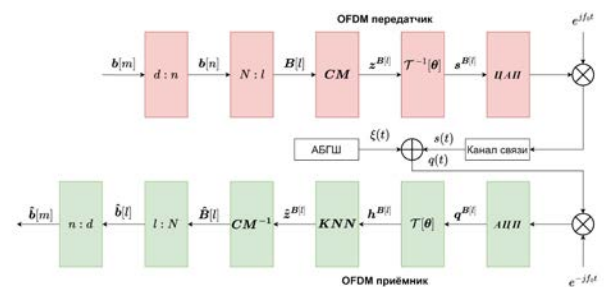 OFDM передатчик
e^{jf_0t}
b[m] d : n b[n] N : l B[l] CM z^{B[l]} 𝒯^{-1}[θ] s^{B[l]} ЦАП
АБГШ ξ(t) s(t) Канал связи
q(t)
b̂[m] n : d b̂[l] l : N B̂[l] CM^{-1} ẑ^{B[l]} KNN h^{B[l]} 𝒯[θ] q^{B[l]} АЦП
OFDM приёмник
e^{-jf_0t}